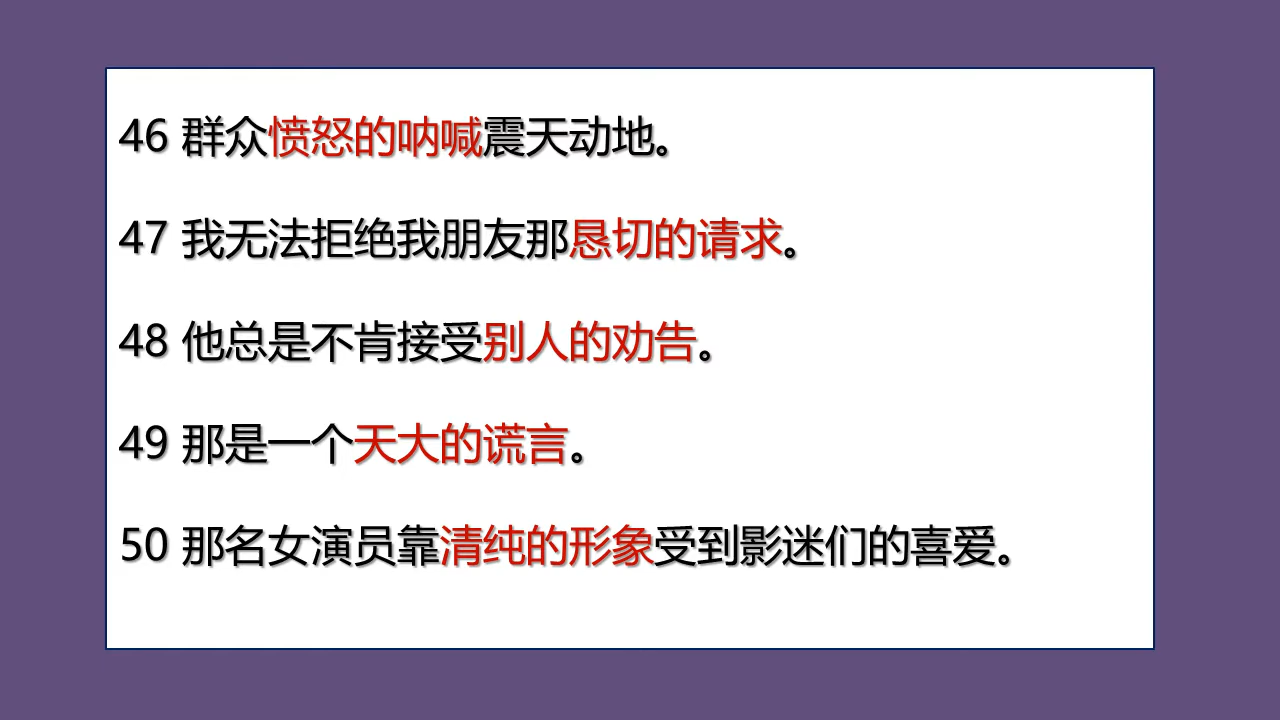 46 群众愤怒的呐喊震天动地。
47 我无法拒绝我朋友那恳切的请求。
48 他总是不肯接受别人的劝告。
49 那是一个天大的谎言。
50 那名女演员靠清纯的形象受到影迷们的喜爱。